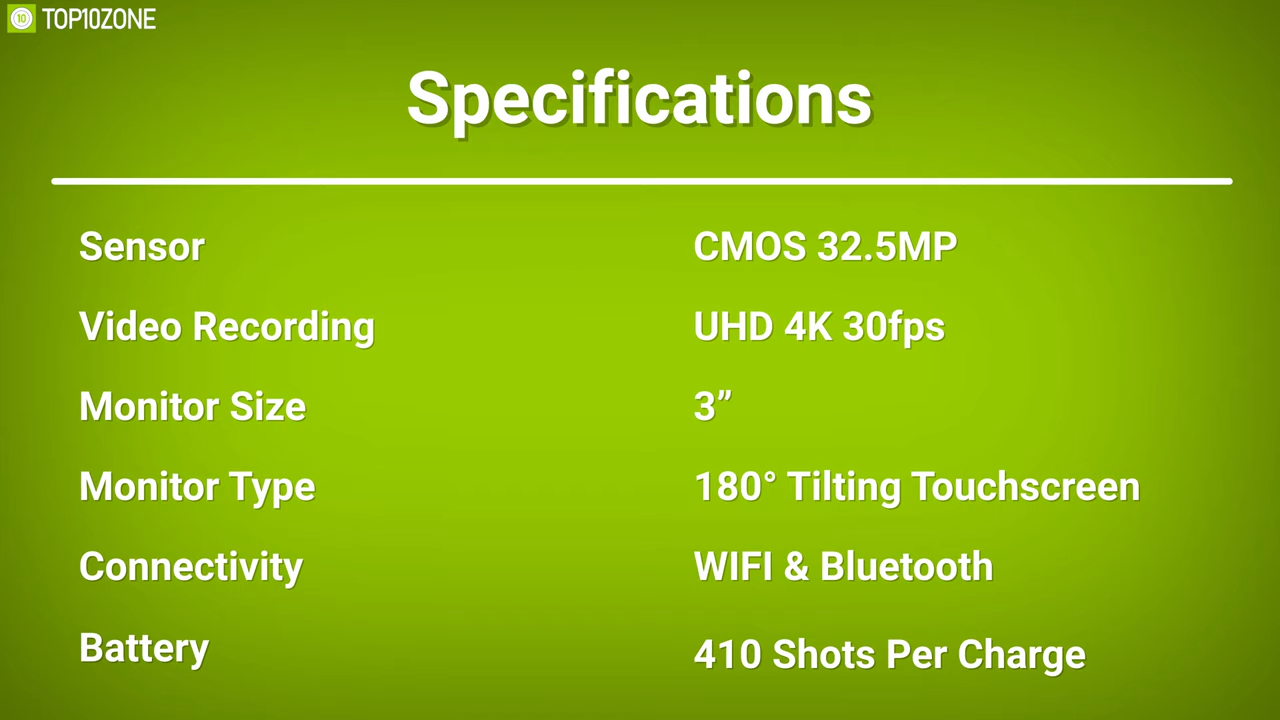 TOP10ZONE
Specifications
Sensor CMOS 32.5MP
Video Recording UHD 4K 30fps
Monitor Size 3”
Monitor Type 180° Tilting Touchscreen
Connectivity WIFI & Bluetooth
Battery 410 Shots Per Charge